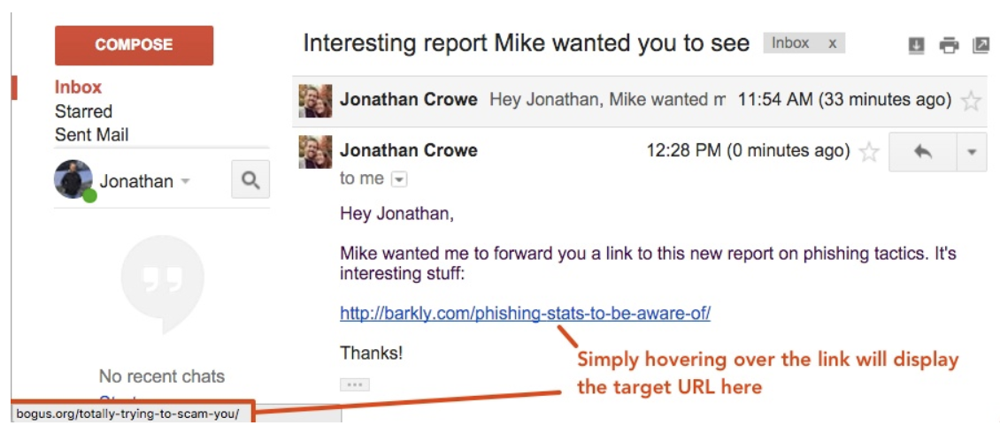 COMPOSE
Interesting report Mike wanted you to see Inbox x
Inbox
Starred
Sent Mail
Jonathan
Jonathan Crowe Hey Jonathan, Mike wanted m 11:54 AM (33 minutes ago)
Jonathan Crowe 12:28 PM (0 minutes ago)
to me
Hey Jonathan,
Mike wanted me to forward you a link to this new report on phishing tactics. It's
interesting stuff:
http://barkly.com/phishing-stats-to-be-aware-of/
Thanks!
Simply hovering over the link will display
the target URL here
No recent chats
bogus.org/totally-trying-to-scam-you/